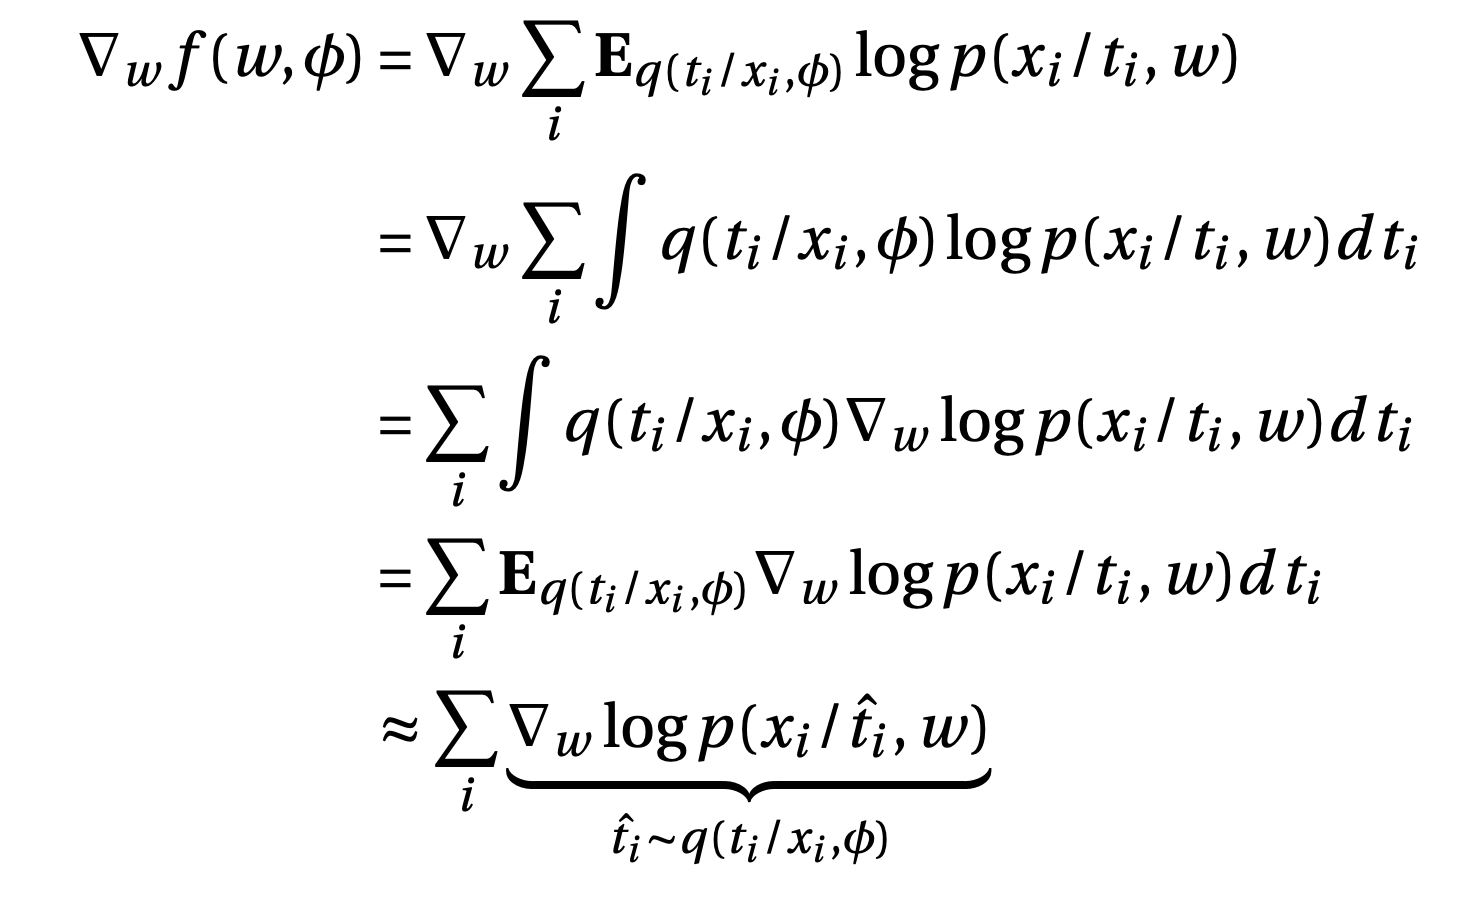 ∇_w f(w,ϕ) = ∇_w ∑_i 𝐄_{q(t_i/x_i,ϕ)} log p(x_i/t_i, w)
= ∇_w ∑_i ∫ q(t_i/x_i,ϕ) log p(x_i/t_i, w)dt_i
= ∑_i ∫ q(t_i/x_i,ϕ)∇_w log p(x_i/t_i, w)dt_i
= ∑_i 𝐄_{q(t_i/x_i,ϕ)} ∇_w log p(x_i/t_i, w)dt_i
≈ ∑_i ∇_w log p(x_i/t̂_i, w)
t̂_i~q(t_i/x_i,ϕ)